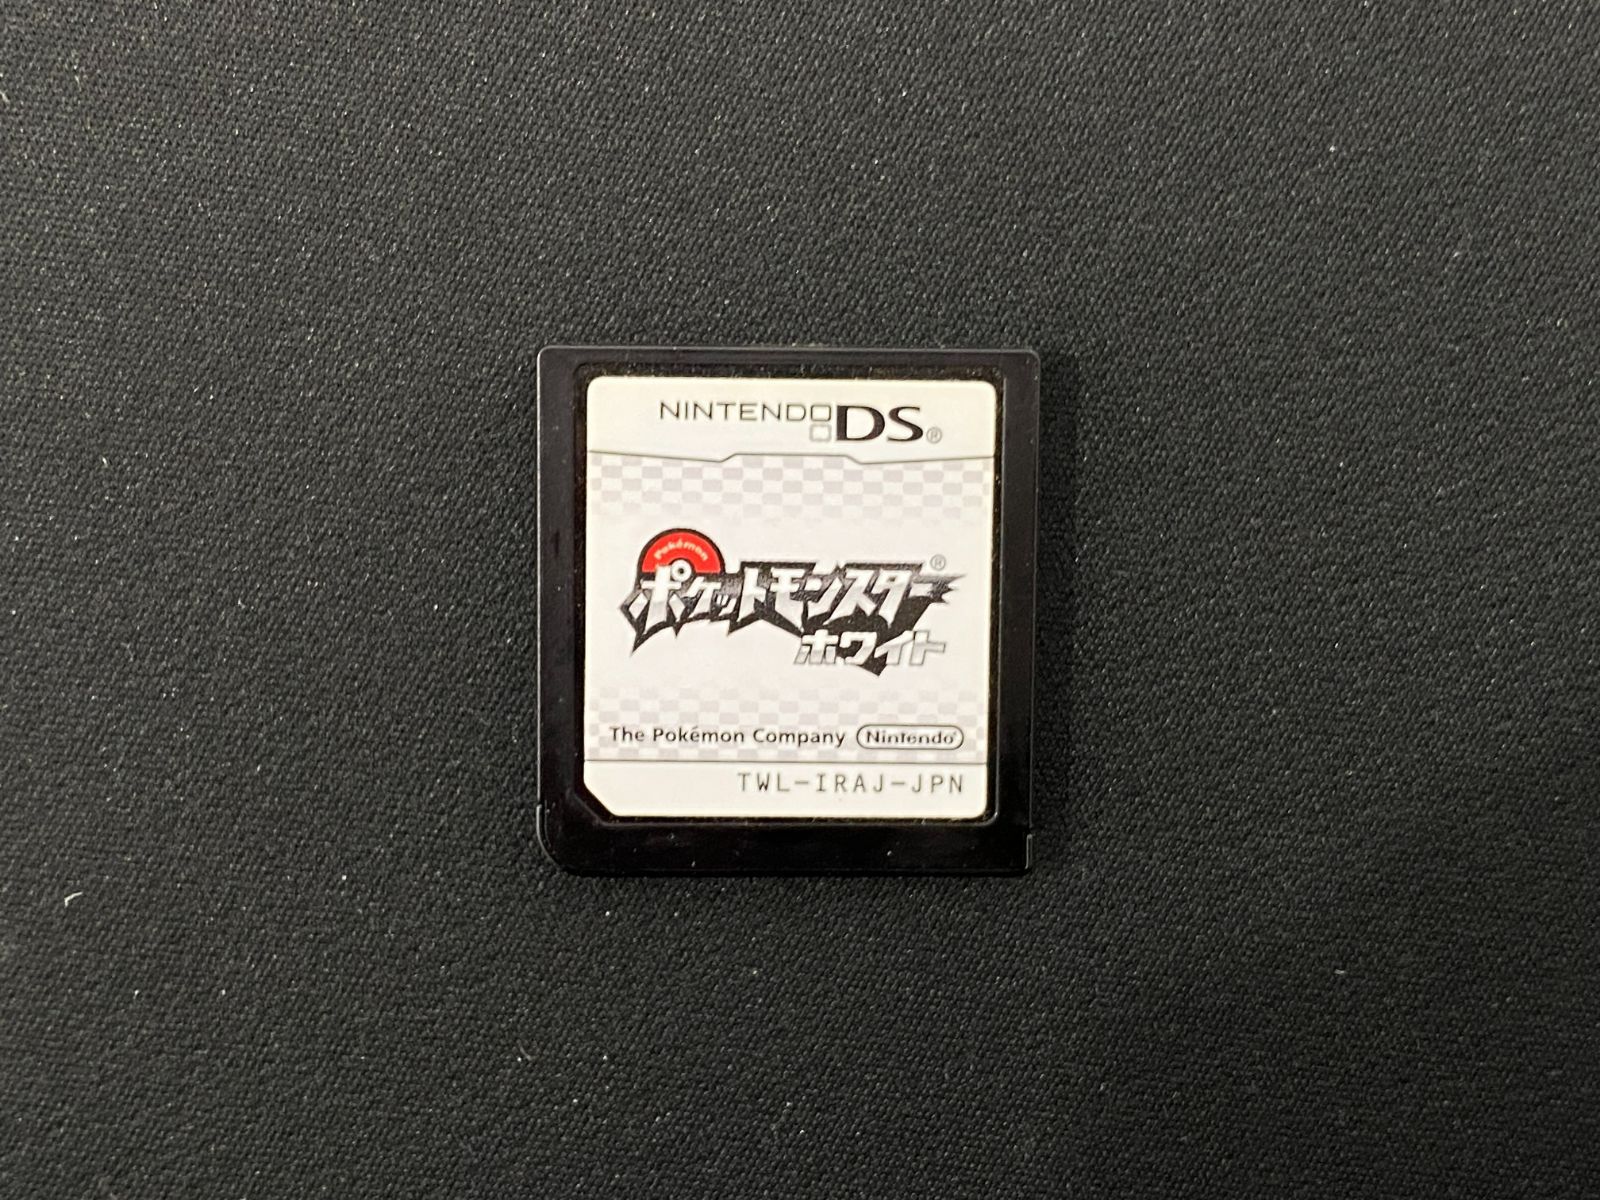 NINTENDO DS®
Pokémon
ポケットモンスター®
ホワイト
The Pokémon Company Nintendo®
TWL-IRAJ-JPN